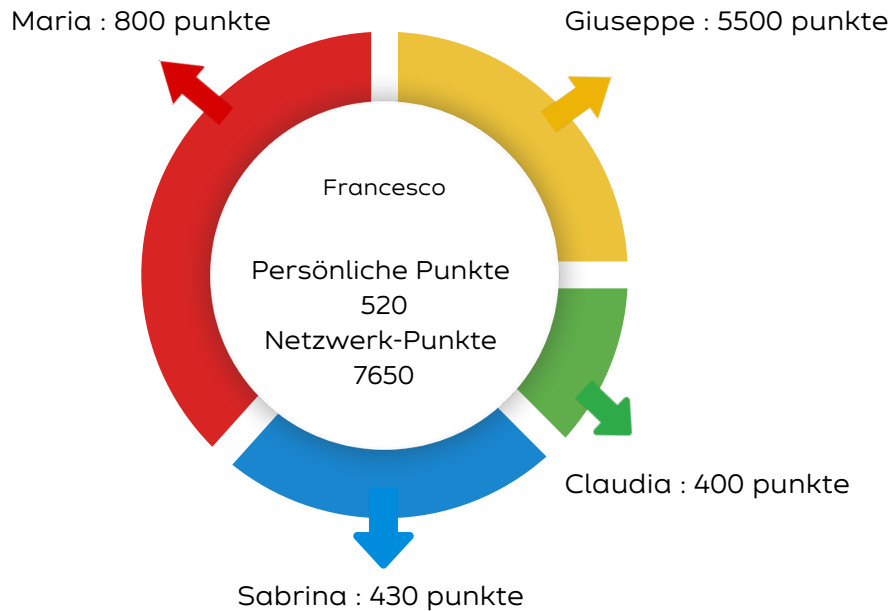 Maria : 800 punkte
Giuseppe : 5500 punkte
Francesco
Persönliche Punkte
520
Netzwerk-Punkte
7650
Claudia : 400 punkte
Sabrina : 430 punkte